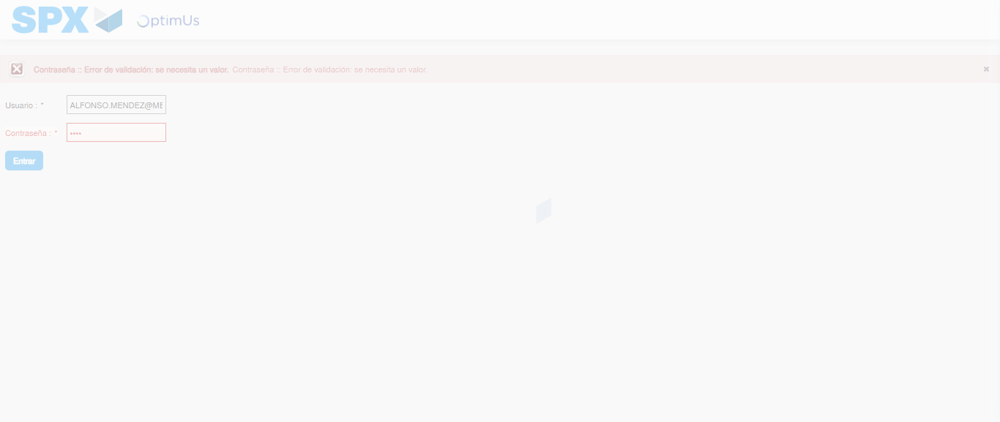 SPX OptimUs
Contraseña :: Error de validación: se necesita un valor. Contraseña :: Error de validación: se necesita un valor.
Usuario : * ALFONSO.MENDEZ@ME
Contraseña : * ••••
Entrar